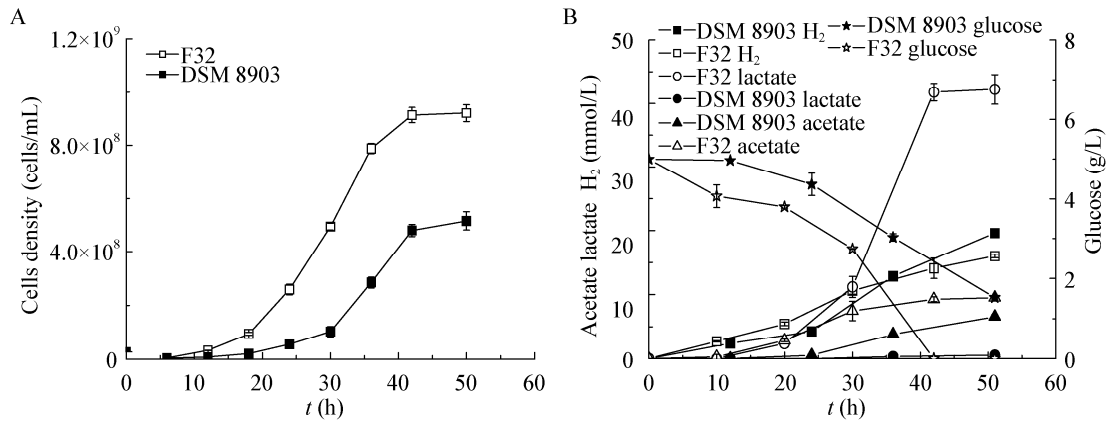 A
Cells density (cells/mL)
1.2×10⁹
8.0×10⁸
4.0×10⁸
0
F32
DSM 8903
0 10 20 30 40 50 60
t (h)
B
Acetate lactate H₂ (mmol/L)
50
40
30
20
10
0
DSM 8903 H₂
F32 H₂
F32 lactate
DSM 8903 lactate
DSM 8903 acetate
F32 acetate
DSM 8903 glucose
F32 glucose
8
6
4
2
0
Glucose (g/L)
0 10 20 30 40 50 60
t (h)